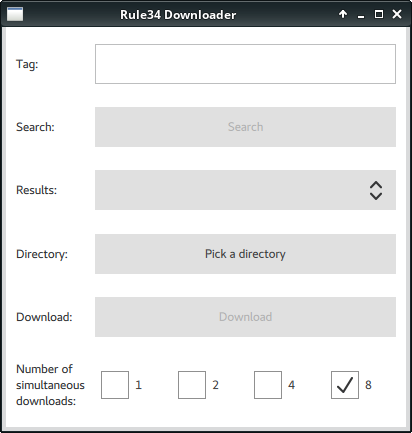 Rule34 Downloader
Tag:
Search: Search
Results:
Directory: Pick a directory
Download: Download
Number of
simultaneous
downloads:
1 2 4 8